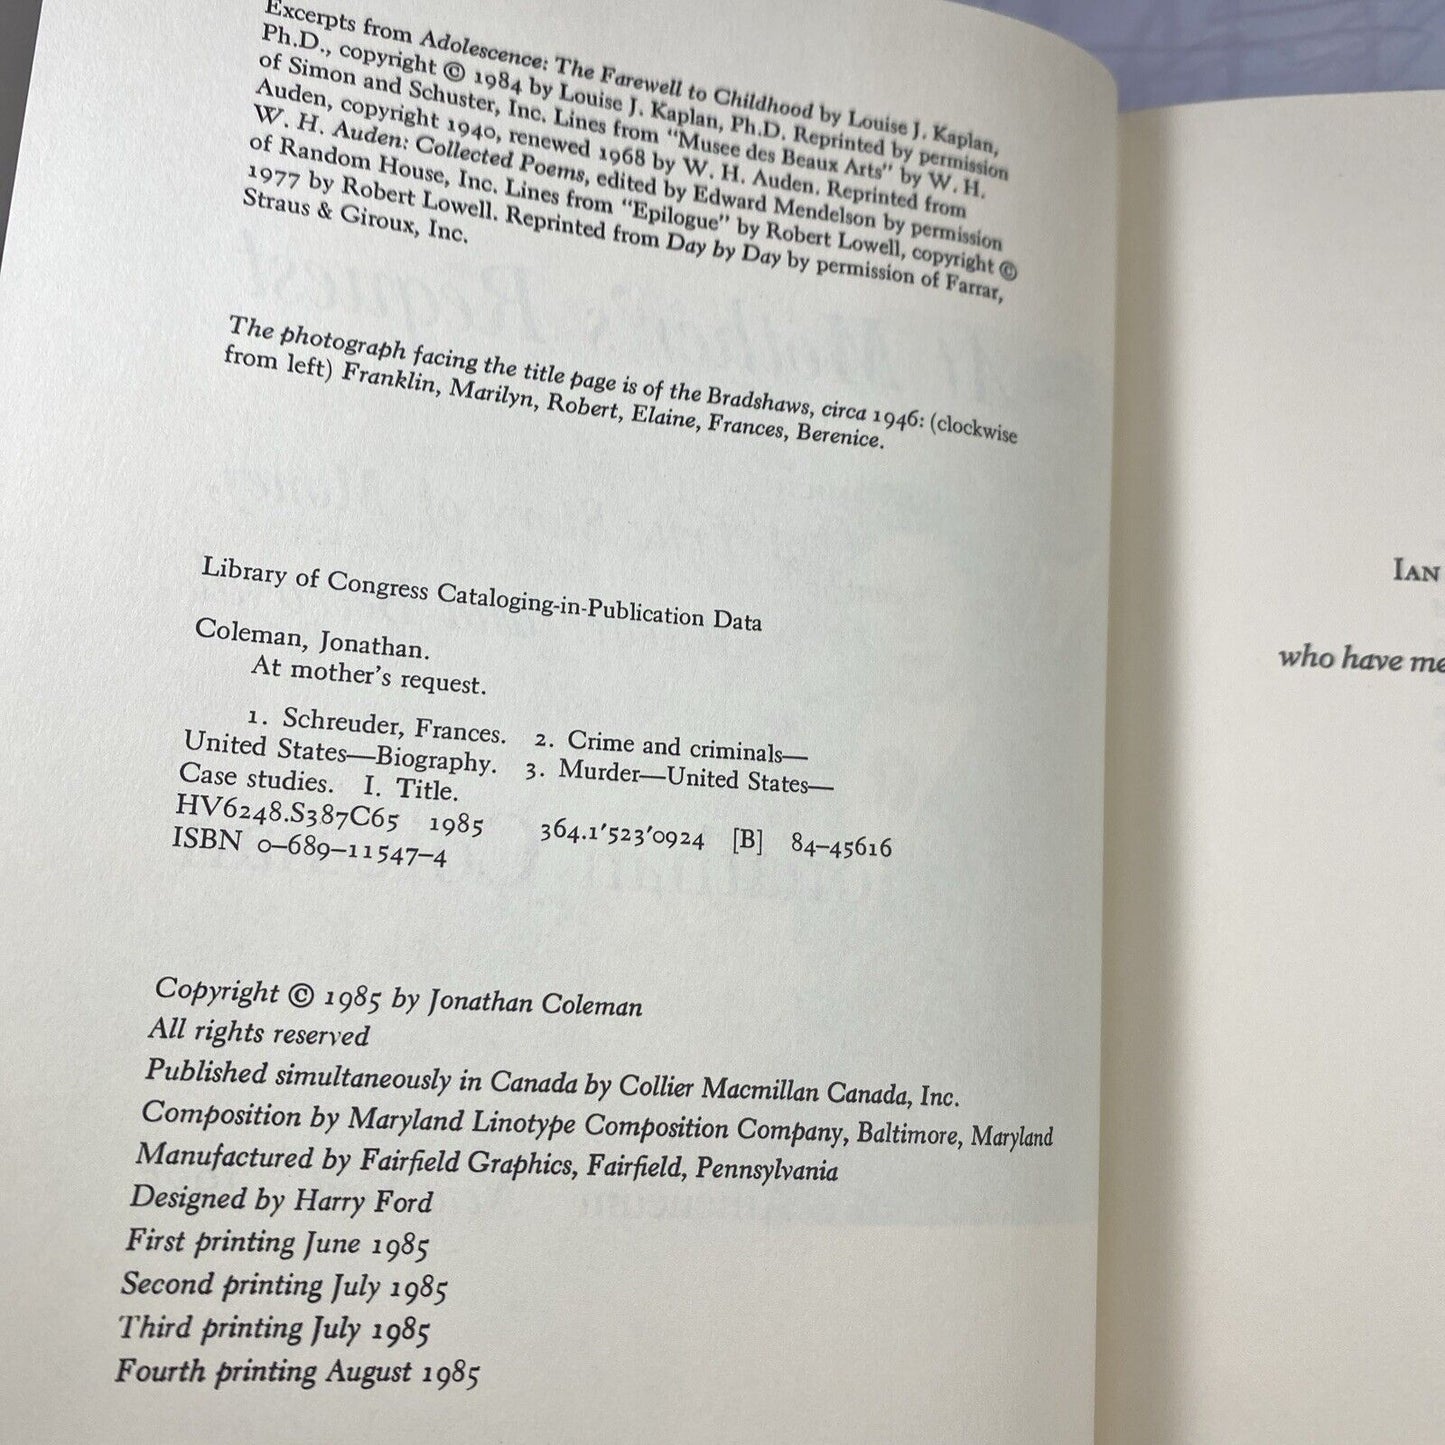 Excerpts from Adolescence: The Farewell to Childhood by Louise J. Kaplan,
Ph.D., copyright © 1984 by Louise J. Kaplan, Ph.D. Reprinted by permission
of Simon and Schuster, Inc. Lines from "Musee des Beaux Arts" by W. H.
Auden, copyright 1940, renewed 1968 by W. H. Auden. Reprinted from
W. H. Auden: Collected Poems, edited by Edward Mendelson by permission
of Random House, Inc. Lines from "Epilogue" by Robert Lowell, copyright ©
1977 by Robert Lowell. Reprinted from Day by Day by permission of Farrar,
Straus & Giroux, Inc.
The photograph facing the title page is of the Bradshaws, circa 1946: (clockwise
from left) Franklin, Marilyn, Robert, Elaine, Frances, Berenice.
Library of Congress Cataloging-in-Publication Data
Coleman, Jonathan.
At mother's request.
1. Schreuder, Frances. 2. Crime and criminals—
United States—Biography. 3. Murder—United States—
Case studies. I. Title.
HV6248.S387C65 1985 364.1'523'0924 [B] 84–45616
ISBN 0–689–11547–4
Copyright © 1985 by Jonathan Coleman
All rights reserved
Published simultaneously in Canada by Collier Macmillan Canada, Inc.
Composition by Maryland Linotype Composition Company, Baltimore, Maryland
Manufactured by Fairfield Graphics, Fairfield, Pennsylvania
Designed by Harry Ford
First printing June 1985
Second printing July 1985
Third printing July 1985
Fourth printing August 1985
IAN
who have me